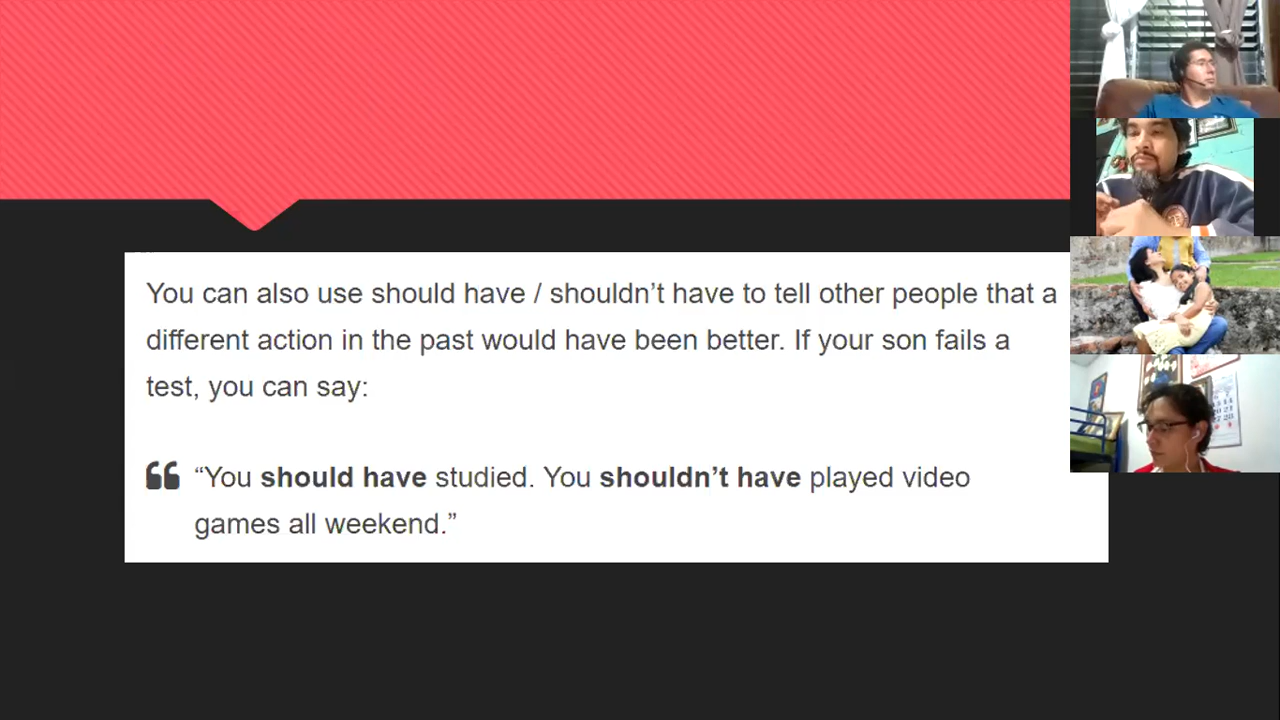 You can also use should have / shouldn’t have to tell other people that a
different action in the past would have been better. If your son fails a
test, you can say:
“You should have studied. You shouldn’t have played video
games all weekend.”